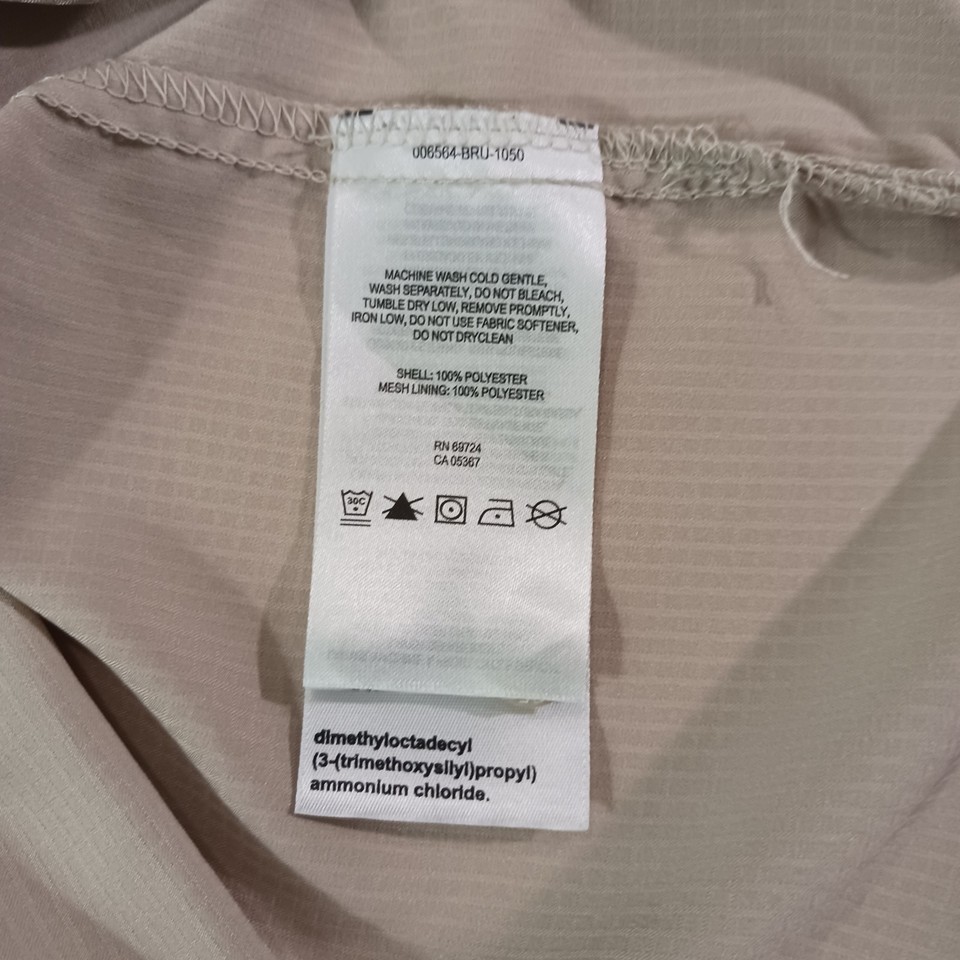 006564-BRU-1050
MACHINE WASH COLD GENTLE,
WASH SEPARATELY, DO NOT BLEACH,
TUMBLE DRY LOW, REMOVE PROMPTLY,
IRON LOW, DO NOT USE FABRIC SOFTENER,
DO NOT DRYCLEAN
SHELL: 100% POLYESTER
MESH LINING: 100% POLYESTER
RN 69724
CA 05367
30C
dimethyloctadecyl
(3-(trimethoxysilyl)propyl)
ammonium chloride.